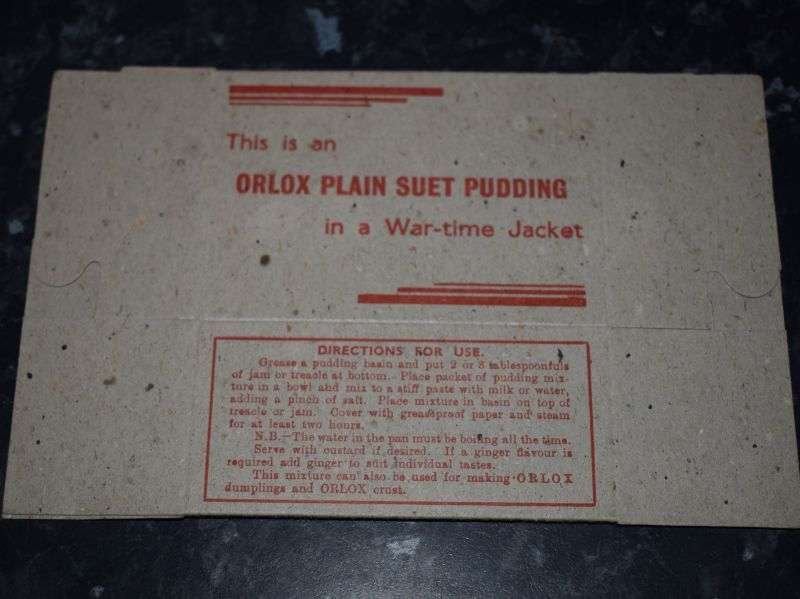 This is an
ORLOX PLAIN SUET PUDDING
in a War-time Jacket
DIRECTIONS FOR USE.
Grease a pudding basin and put 2 or 3 tablespoonfuls
of jam or treacle at bottom. Place packet of pudding mix-
ture in a bowl and mix to a stiff paste with milk or water,
adding a pinch of salt. Place mixture in basin on top of
treacle or jam. Cover with greaseproof paper and steam
for at least two hours.
N.B.—The water in the pan must be boiling all the time.
Serve with custard if desired. If a ginger flavour is
required add ginger to suit individual tastes.
This mixture can also be used for making ORLOX
dumplings and ORLOX crust.